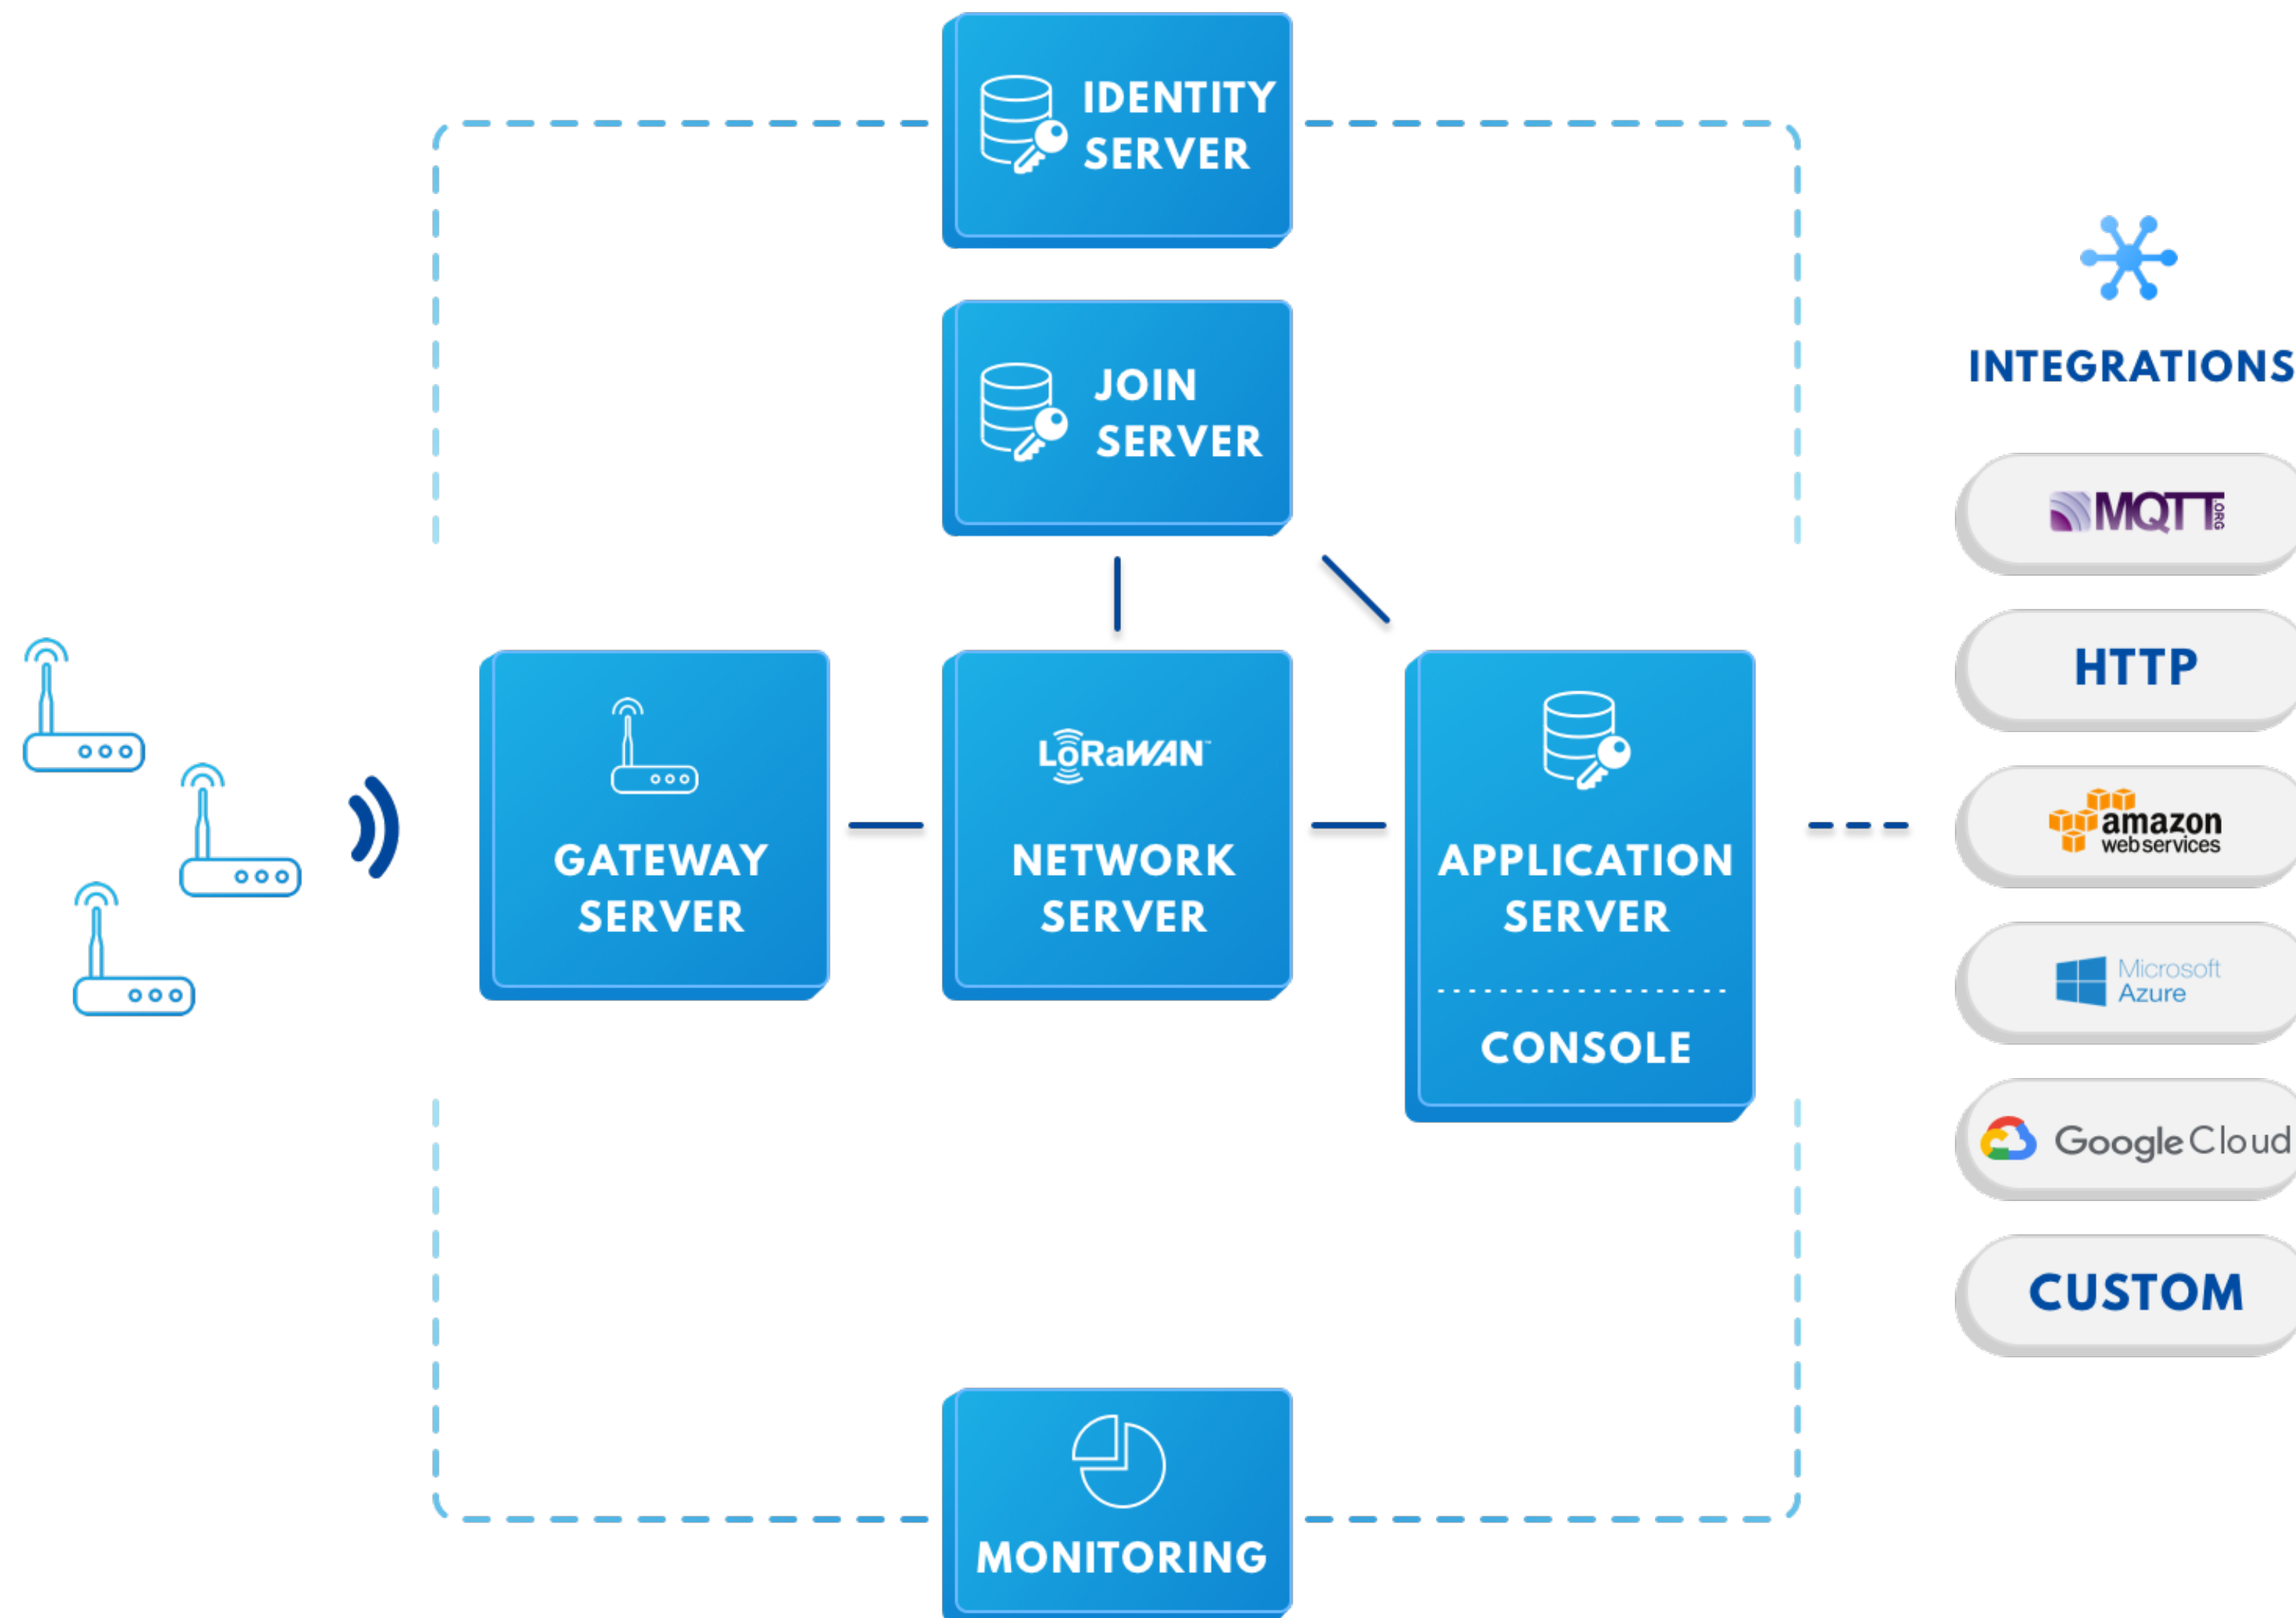 IDENTITY
SERVER
JOIN
SERVER
GATEWAY
SERVER
LoRaWAN™
NETWORK
SERVER
APPLICATION
SERVER
CONSOLE
MONITORING
INTEGRATIONS
MQTT.ORG
HTTP
amazon
web services
Microsoft
Azure
Google Cloud
CUSTOM